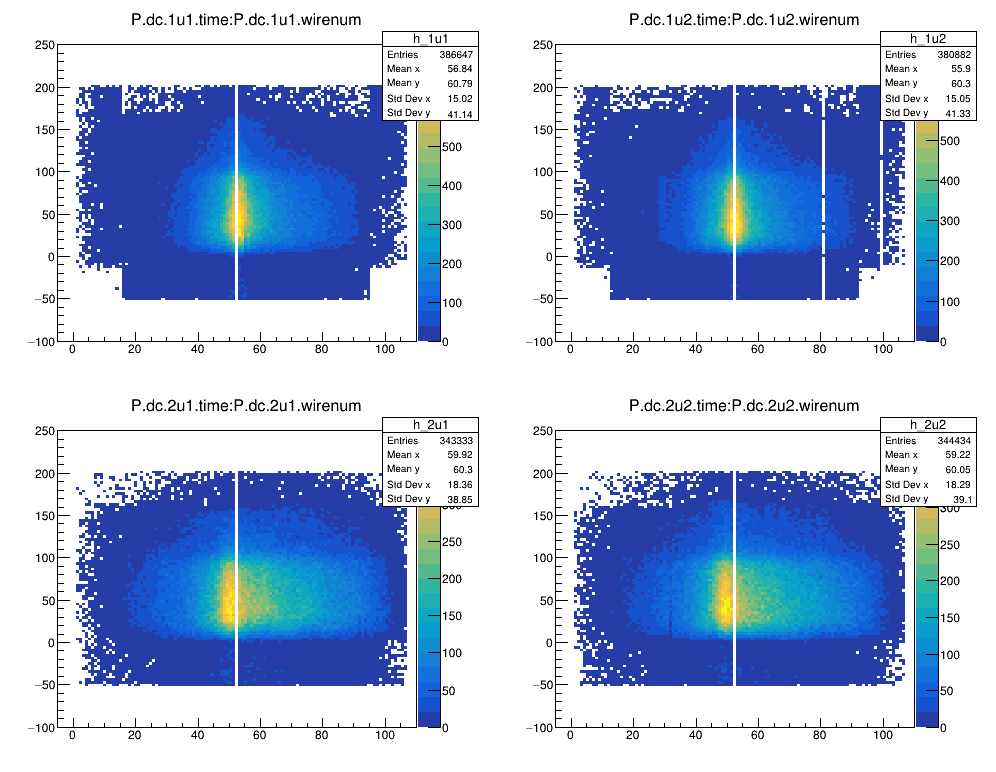 P.dc.1u1.time:P.dc.1u1.wirenum
h_1u1
Entries 386647
Mean x 56.84
Mean y 60.79
Std Dev x 15.02
Std Dev y 41.14
250
200
150
100
50
0
−50
−100
0 20 40 60 80 100
500
400
300
200
100
0
P.dc.1u2.time:P.dc.1u2.wirenum
h_1u2
Entries 380882
Mean x 55.9
Mean y 60.3
Std Dev x 15.05
Std Dev y 41.33
250
200
150
100
50
0
−50
−100
0 20 40 60 80 100
500
400
300
200
100
0
P.dc.2u1.time:P.dc.2u1.wirenum
h_2u1
Entries 343333
Mean x 59.92
Mean y 60.3
Std Dev x 18.36
Std Dev y 38.85
250
200
150
100
50
0
−50
−100
0 20 40 60 80 100
300
250
200
150
100
50
0
P.dc.2u2.time:P.dc.2u2.wirenum
h_2u2
Entries 344434
Mean x 59.22
Mean y 60.05
Std Dev x 18.29
Std Dev y 39.1
250
200
150
100
50
0
−50
−100
0 20 40 60 80 100
300
250
200
150
100
50
0